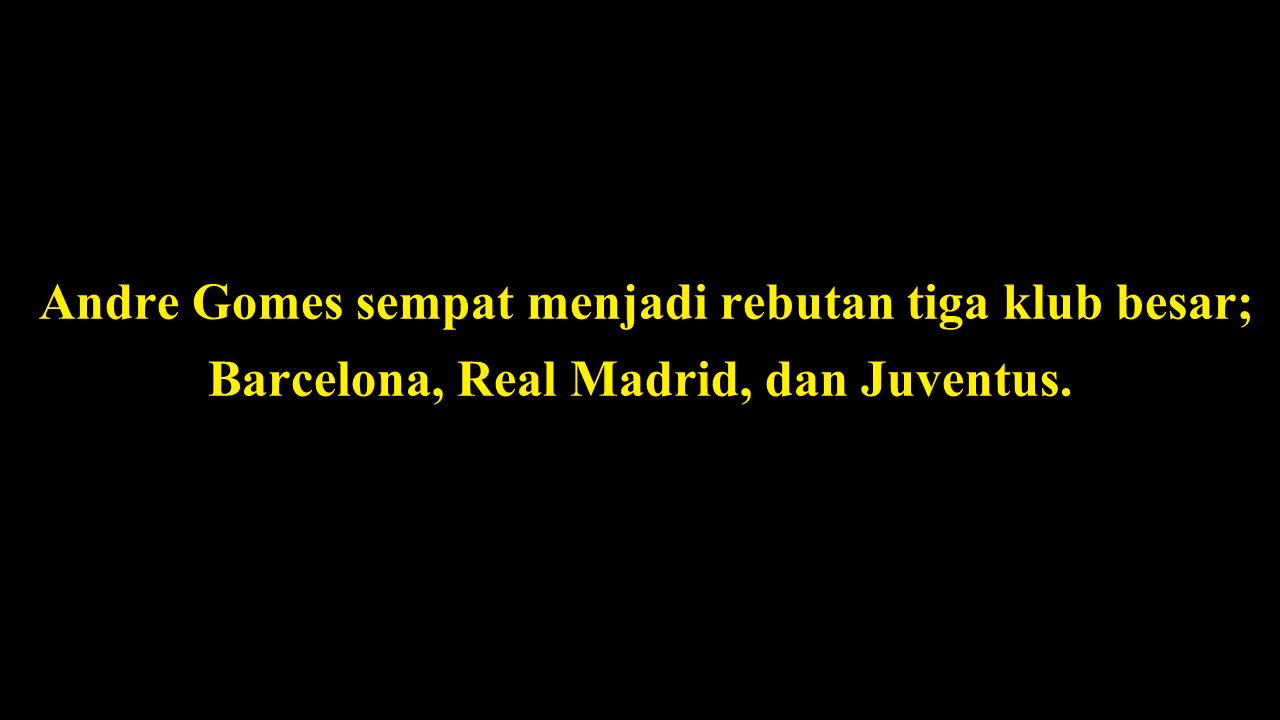 Andre Gomes sempat menjadi rebutan tiga klub besar;
Barcelona, Real Madrid, dan Juventus.